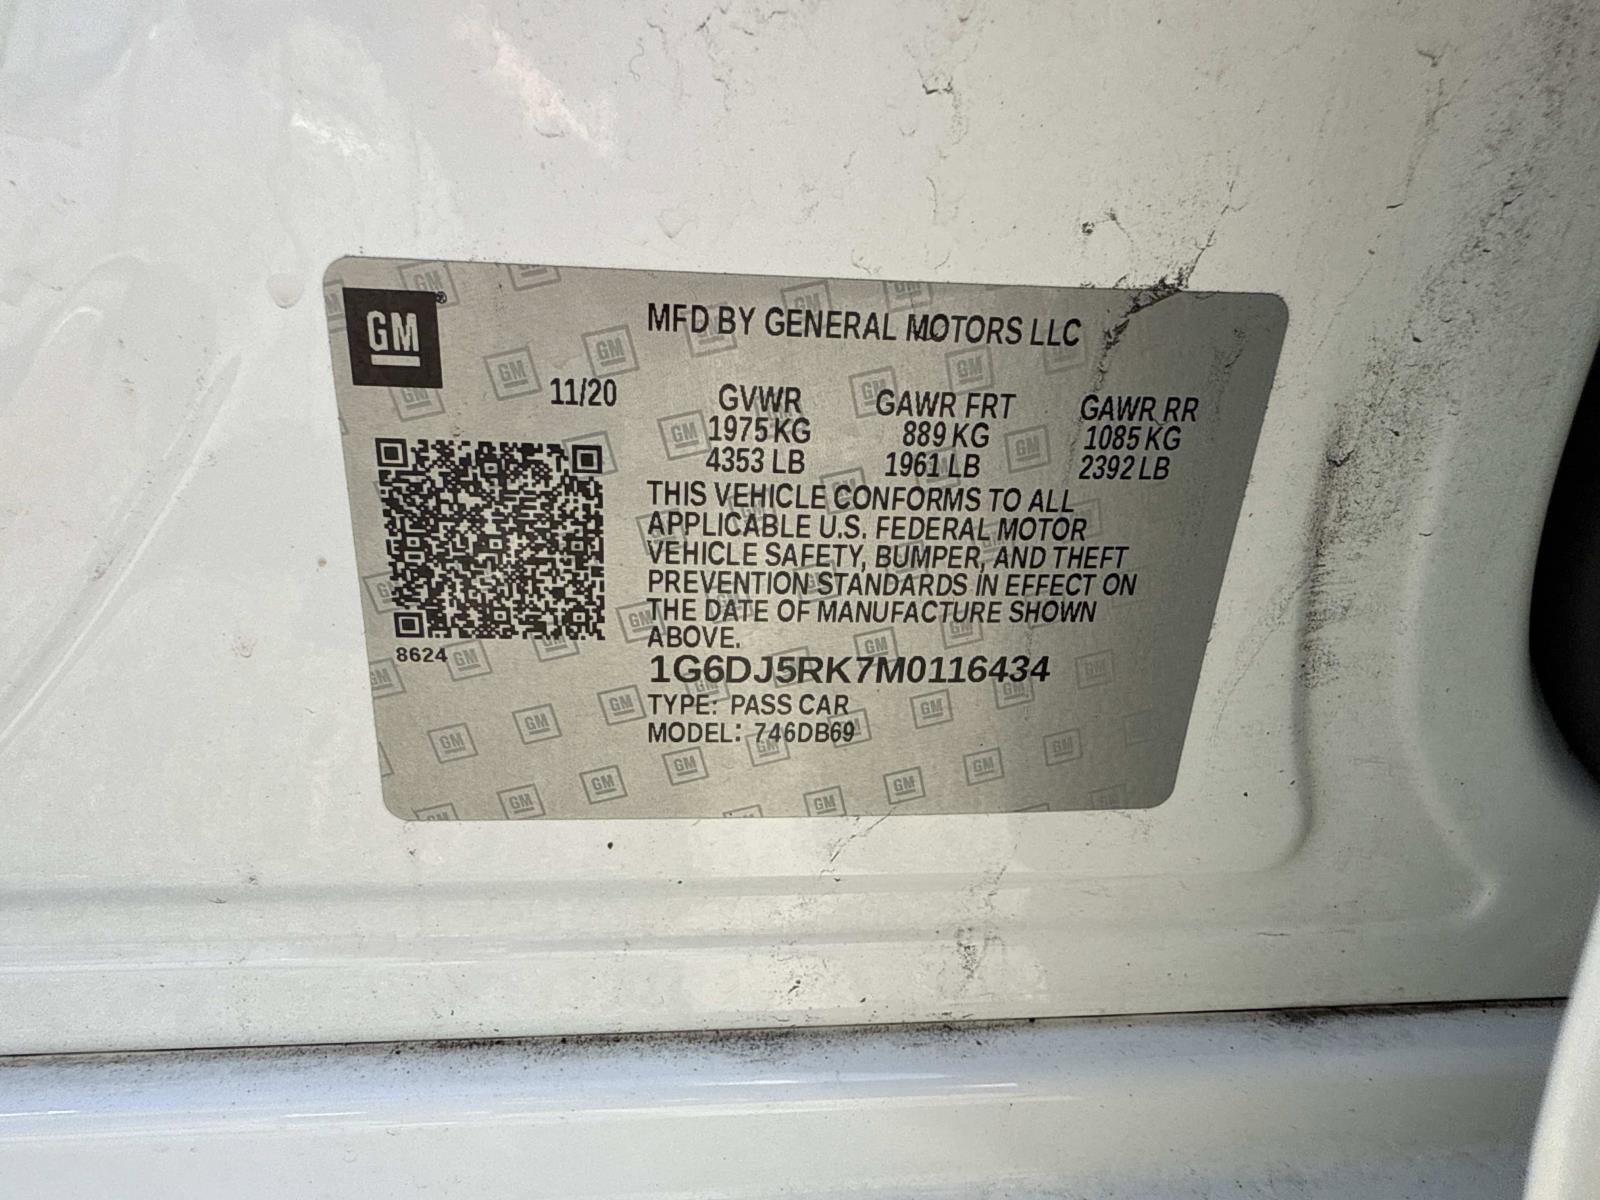 GM®
MFD BY GENERAL MOTORS LLC
11/20 GVWR GAWR FRT GAWR RR
1975 KG 889 KG 1085 KG
4353 LB 1961 LB 2392 LB
THIS VEHICLE CONFORMS TO ALL
APPLICABLE U.S. FEDERAL MOTOR
VEHICLE SAFETY, BUMPER, AND THEFT
PREVENTION STANDARDS IN EFFECT ON
THE DATE OF MANUFACTURE SHOWN
ABOVE.
8624
1G6DJ5RK7M0116434
TYPE: PASS CAR
MODEL: 746DB69